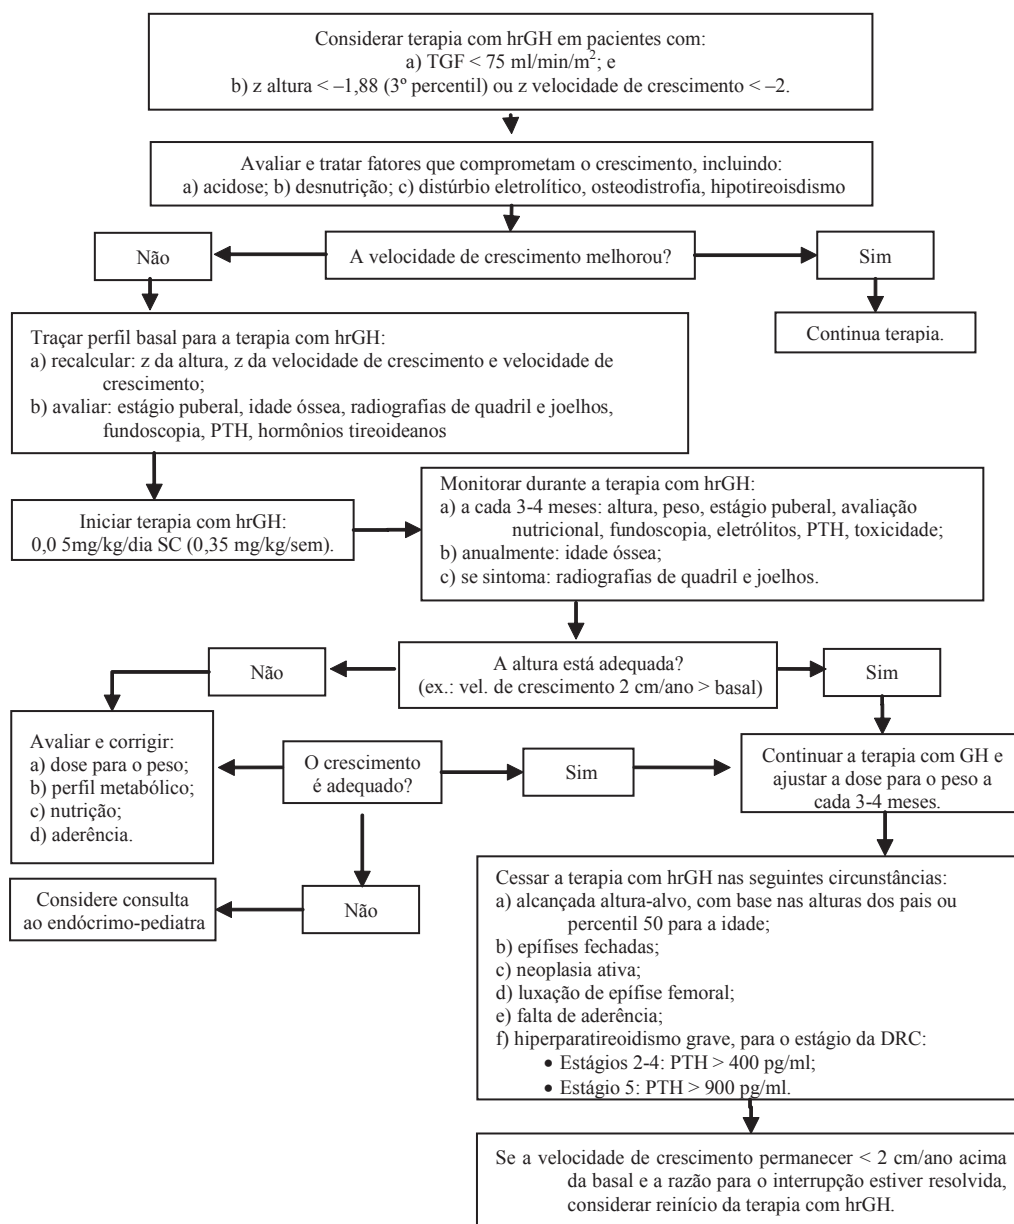 Considerar terapia com hrGH em pacientes com:
a) TGF < 75 ml/min/m²; e
b) z altura < –1,88 (3º percentil) ou z velocidade de crescimento < –2.
Avaliar e tratar fatores que comprometam o crescimento, incluindo:
a) acidose; b) desnutrição; c) distúrbio eletrolítico, osteodistrofia, hipotireoisdismo
Não
A velocidade de crescimento melhorou?
Sim
Continua terapia.
Traçar perfil basal para a terapia com hrGH:
a) recalcular: z da altura, z da velocidade de crescimento e velocidade de
crescimento;
b) avaliar: estágio puberal, idade óssea, radiografias de quadril e joelhos,
fundoscopia, PTH, hormônios tireoideanos
Iniciar terapia com hrGH:
0,0 5mg/kg/dia SC (0,35 mg/kg/sem).
Monitorar durante a terapia com hrGH:
a) a cada 3-4 meses: altura, peso, estágio puberal, avaliação
nutricional, fundoscopia, eletrólitos, PTH, toxicidade;
b) anualmente: idade óssea;
c) se sintoma: radiografias de quadril e joelhos.
Não
A altura está adequada?
(ex.: vel. de crescimento 2 cm/ano > basal)
Sim
Avaliar e corrigir:
a) dose para o peso;
b) perfil metabólico;
c) nutrição;
d) aderência.
O crescimento
é adequado?
Sim
Continuar a terapia com GH e
ajustar a dose para o peso a
cada 3-4 meses.
Considere consulta
ao endócrimo-pediatra
Não
Cessar a terapia com hrGH nas seguintes circunstâncias:
a) alcançada altura-alvo, com base nas alturas dos pais ou
percentil 50 para a idade;
b) epífises fechadas;
c) neoplasia ativa;
d) luxação de epífise femoral;
e) falta de aderência;
f) hiperparatireoidismo grave, para o estágio da DRC:
• Estágios 2-4: PTH > 400 pg/ml;
• Estágio 5: PTH > 900 pg/ml.
Se a velocidade de crescimento permanecer < 2 cm/ano acima
da basal e a razão para o interrupção estiver resolvida,
considerar reinício da terapia com hrGH.